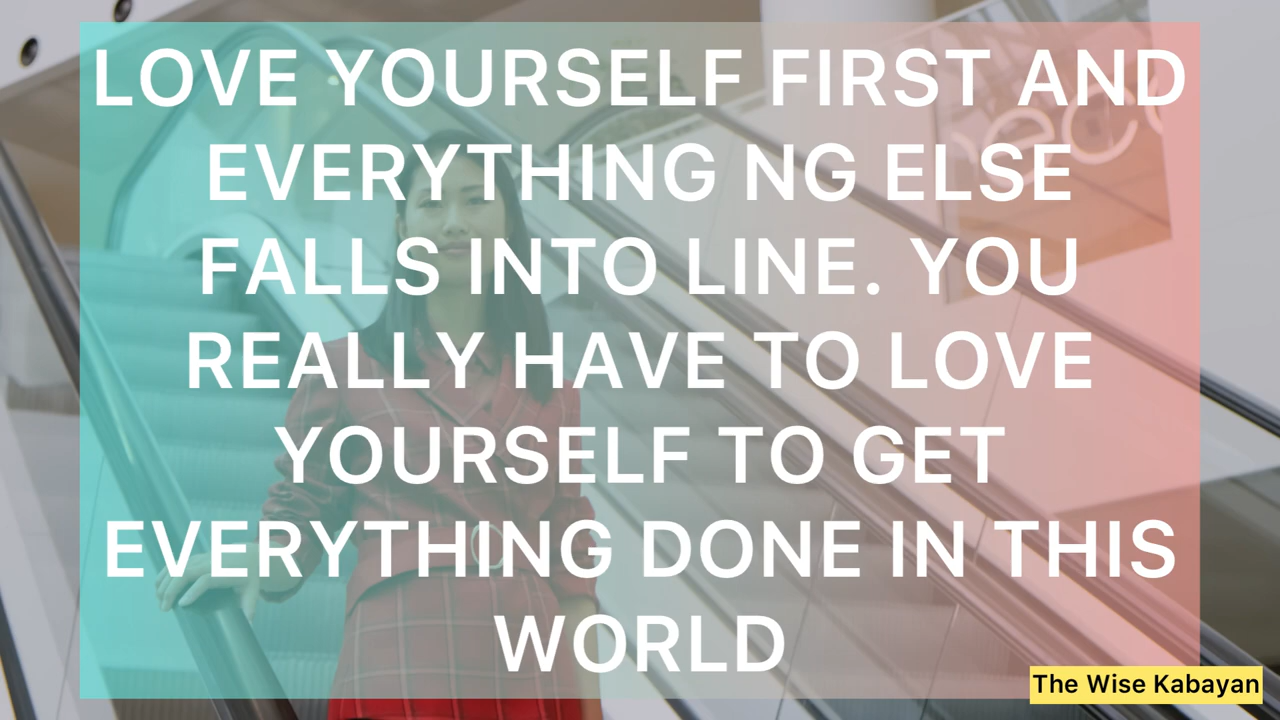 LOVE YOURSELF FIRST AND
EVERYTHING NG ELSE
FALLS INTO LINE. YOU
REALLY HAVE TO LOVE
YOURSELF TO GET
EVERYTHING DONE IN THIS
WORLD
The Wise Kabayan